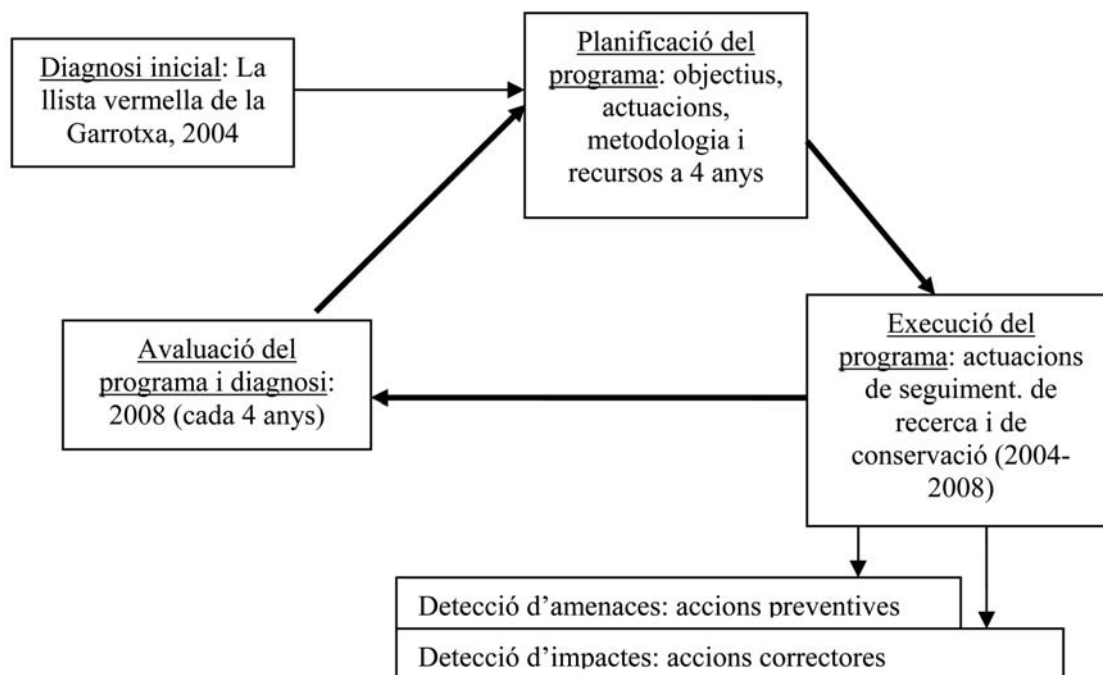 Diagnosi inicial: La
llista vermella de la
Garrotxa, 2004
Planificació del
programa: objectius,
actuacions,
metodologia i
recursos a 4 anys
Avaluació del
programa i diagnosi:
2008 (cada 4 anys)
Execució del
programa: actuacions
de seguiment. de
recerca i de
conservació (2004-
2008)
Detecció d’amenaces: accions preventives
Detecció d’impactes: accions correctores